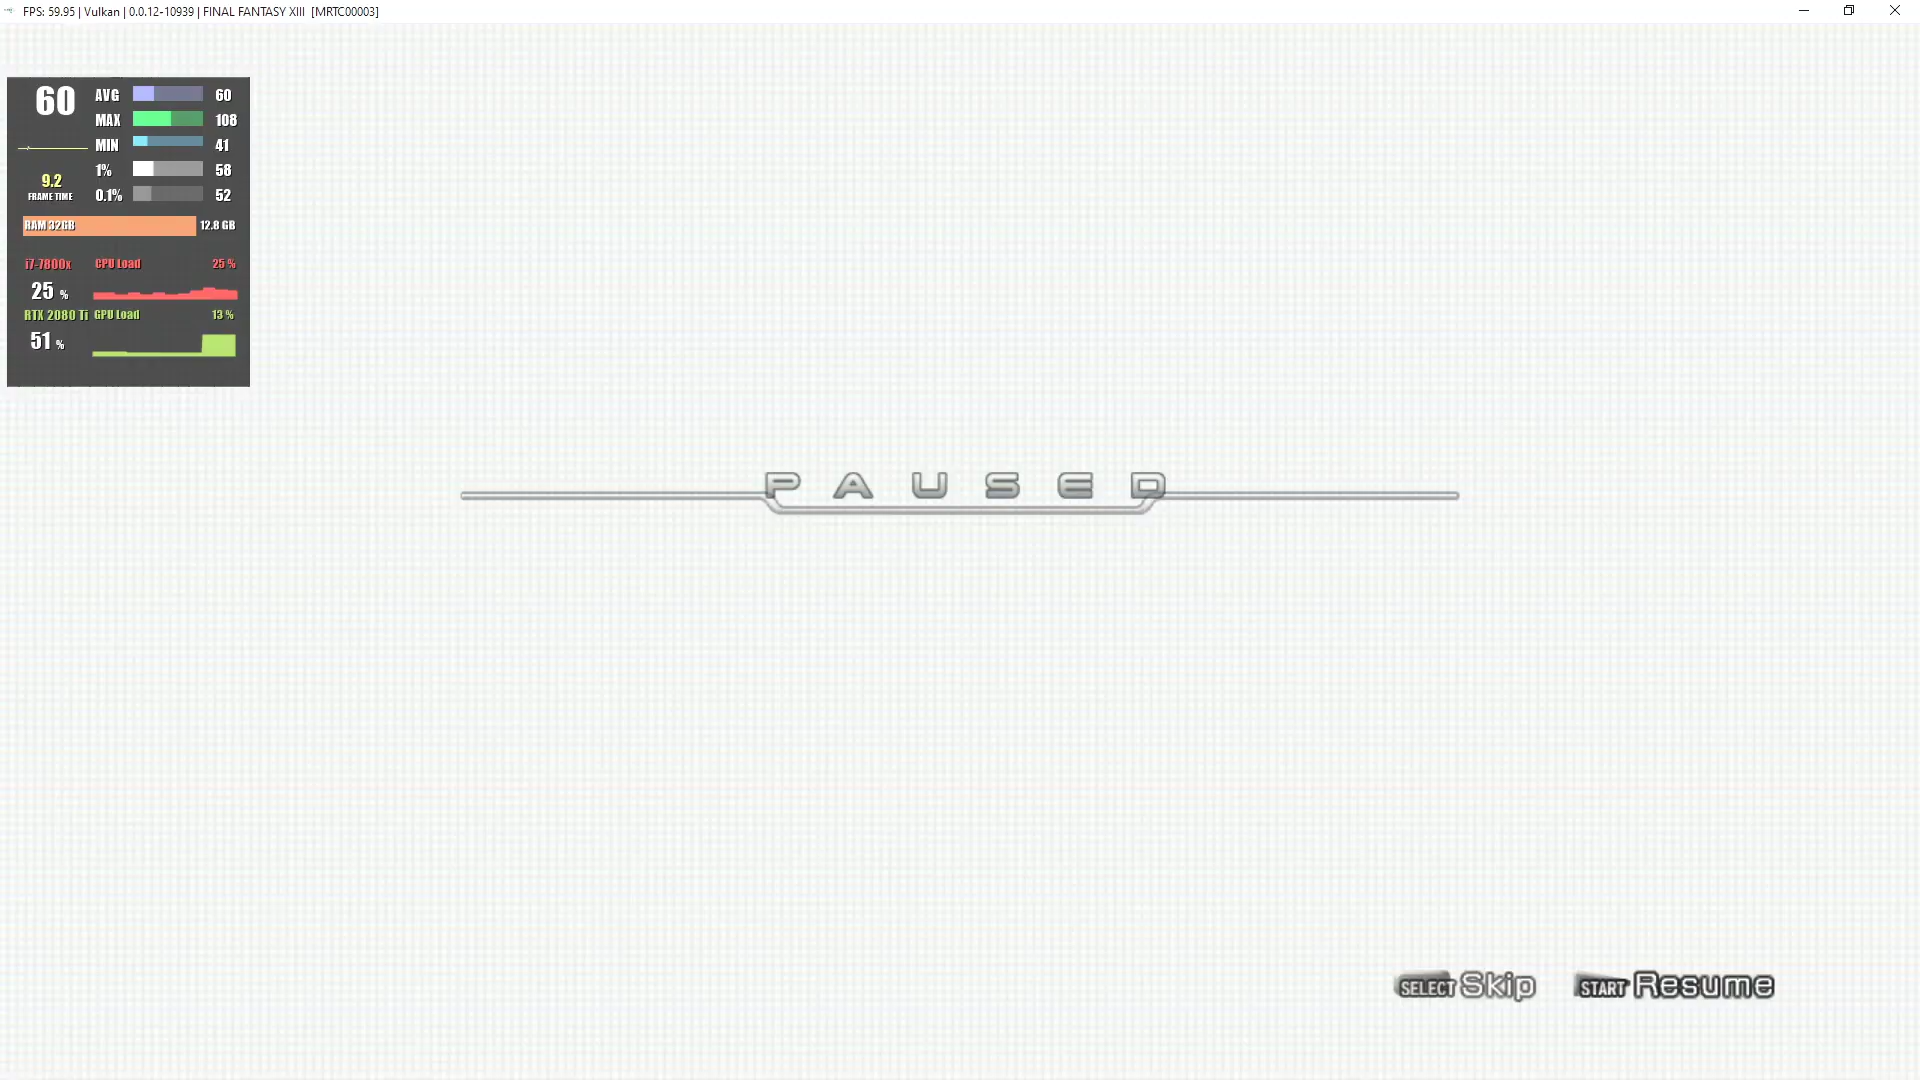 FPS: 59.95 | Vulkan | 0.0.12-10939 | FINAL FANTASY XIII [MRTC00003]
60
AVG 60
MAX 108
MIN 41
1% 58
0.1% 52
9.2
FRAME TIME
RAM 32GB 12.8 GB
i7-7800x CPU Load 25 %
25 %
RTX 2080 Ti GPU Load 13 %
51 %
PAUSED
SELECT Skip START Resume